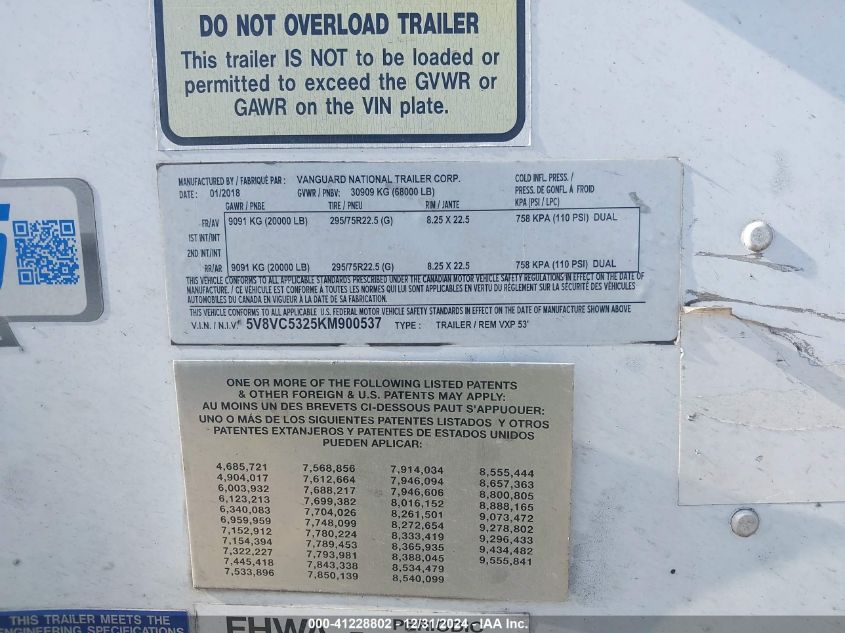 DO NOT OVERLOAD TRAILER
This trailer IS NOT to be loaded or
permitted to exceed the GVWR or
GAWR on the VIN plate.
MANUFACTURED BY / FABRIQUÉ PAR : VANGUARD NATIONAL TRAILER CORP.
DATE : 01/2018 GVWR / PNBV: 30909 KG (68000 LB)
COLD INFL. PRESS. /
PRESS. DE GONFL. À FROID
KPA (PSI / LPC)
GAWR / PNBE TIRE / PNEU RIM / JANTE
FR/AV 9091 KG (20000 LB) 295/75R22.5 (G) 8.25 X 22.5 758 KPA (110 PSI) DUAL
1ST INT/INT
2ND INT/INT
RR/AR 9091 KG (20000 LB) 295/75R22.5 (G) 8.25 X 22.5 758 KPA (110 PSI) DUAL
THIS VEHICLE CONFORMS TO ALL APPLICABLE STANDARDS PRESCRIBED UNDER THE CANADIAN MOTOR VEHICLE SAFETY REGULATIONS IN EFFECT ON THE DATE OF
MANUFACTURE. / CE VÉHICULE EST CONFORME À TOUTES LES NORMES QUI LUI SONT APPLICABLES EN VERTU DU RÈGLEMENT SUR LA SÉCURITÉ DES VÉHICULES
AUTOMOBILES DU CANADA EN VIGUEUR À LA DATE DE SA FABRICATION.
THIS VEHICLE CONFORMS TO ALL APPLICABLE U.S. FEDERAL MOTOR VEHICLE SAFETY STANDARDS IN EFFECT ON THE DATE OF MANUFACTURE SHOWN ABOVE
V.I.N. / N.I.V.: 5V8VC5325KM900537 TYPE : TRAILER / REM VXP 53'
ONE OR MORE OF THE FOLLOWING LISTED PATENTS
& OTHER FOREIGN & U.S. PATENTS MAY APPLY:
AU MOINS UN DES BREVETS CI-DESSOUS PAUT S'APPUOUER:
UNO O MÁS DE LOS SIGUIENTES PATENTES LISTADOS Y OTROS
PATENTES EXTANJEROS Y PATENTES DE ESTADOS UNIDOS
PUEDEN APLICAR:
4,685,721 7,568,856 7,914,034 8,555,444
4,904,017 7,612,664 7,946,094 8,657,363
6,003,932 7,688,217 7,946,606 8,800,805
6,123,213 7,699,382 8,016,152 8,888,165
6,340,083 7,704,026 8,261,501 9,073,472
6,959,959 7,748,099 8,272,654 9,278,802
7,152,912 7,780,224 8,333,419 9,296,433
7,154,394 7,789,453 8,365,935 9,434,482
7,322,227 7,793,981 8,388,045 9,555,841
7,445,418 7,843,338 8,534,479
7,533,896 7,850,139 8,540,099
THIS TRAILER MEETS THE
ENGINEERING SPECIFICATIONS
FHWA PERIODIC
000-41228802 - 12/31/2024 - IAA Inc.